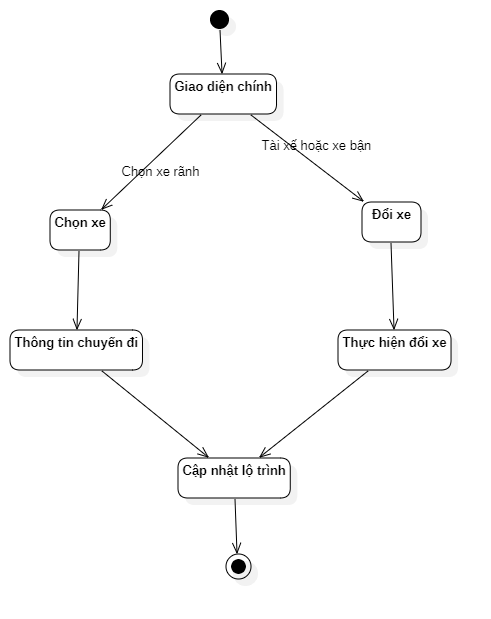 Giao diện chính
Tài xế hoặc xe bận
Chọn xe rãnh
Chọn xe
Đổi xe
Thông tin chuyến đi
Thực hiện đổi xe
Cập nhật lộ trình